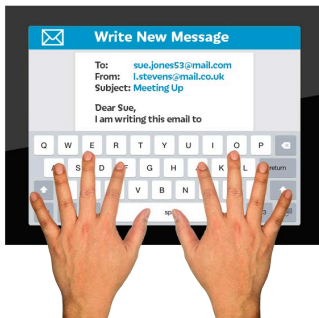 Write New Message
To: sue.jones53@mail.com
From: l.stevens@mail.co.uk
Subject: Meeting Up
Dear Sue,
I am writing this email to
Q W E R T Y U I O P
A S D F G H J K L return
V B N